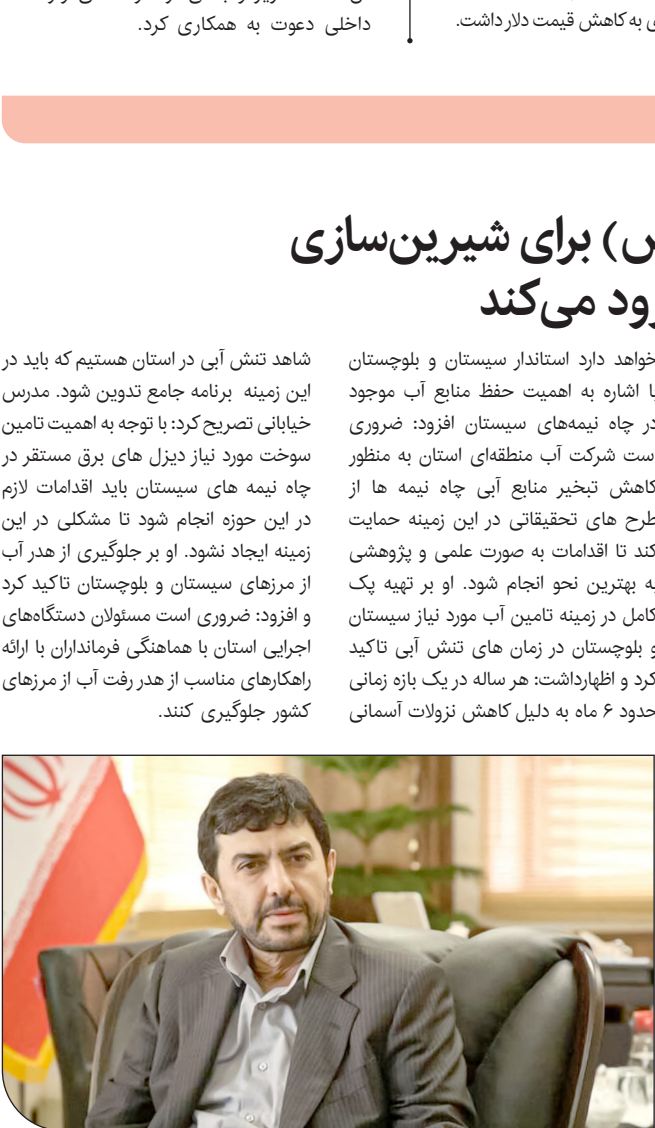 ی به کاهش قیمت دلار داشت.
داخلی دعوت به همکاری کرد.
س) برای شیرین‌سازی
رود می‌کند
خواهد دارد استاندار سیستان و بلوچستان
با اشاره به اهمیت حفظ منابع آب موجود
در چاه نیمه‌های سیستان افزود: ضروری
است شرکت آب منطقه‌ای استان به منظور
کاهش تبخیر منابع آبی چاه نیمه ها از
طرح های تحقیقاتی در این زمینه حمایت
کند تا اقدامات به صورت علمی و پژوهشی
به بهترین نحو انجام شود. او بر تهیه پک
کامل در زمینه تامین آب مورد نیاز سیستان
و بلوچستان در زمان های تنش آبی تاکید
کرد و اظهارداشت: هر ساله در یک بازه زمانی
حدود ۶ ماه به دلیل کاهش نزولات آسمانی
شاهد تنش آبی در استان هستیم که باید در
این زمینه برنامه جامع تدوین شود. مدرس
خیابانی تصریح کرد: با توجه به اهمیت تامین
سوخت مورد نیاز دیزل های برق مستقر در
چاه نیمه های سیستان باید اقدامات لازم
در این حوزه انجام شود تا مشکلی در این
زمینه ایجاد نشود. او بر جلوگیری از هدر آب
از مرزهای سیستان و بلوچستان تاکید کرد
و افزود: ضروری است مسئولان دستگاه‌های
اجرایی استان با هماهنگی فرمانداران با ارائه
راهکارهای مناسب از هدر رفت آب از مرزهای
کشور جلوگیری کنند.